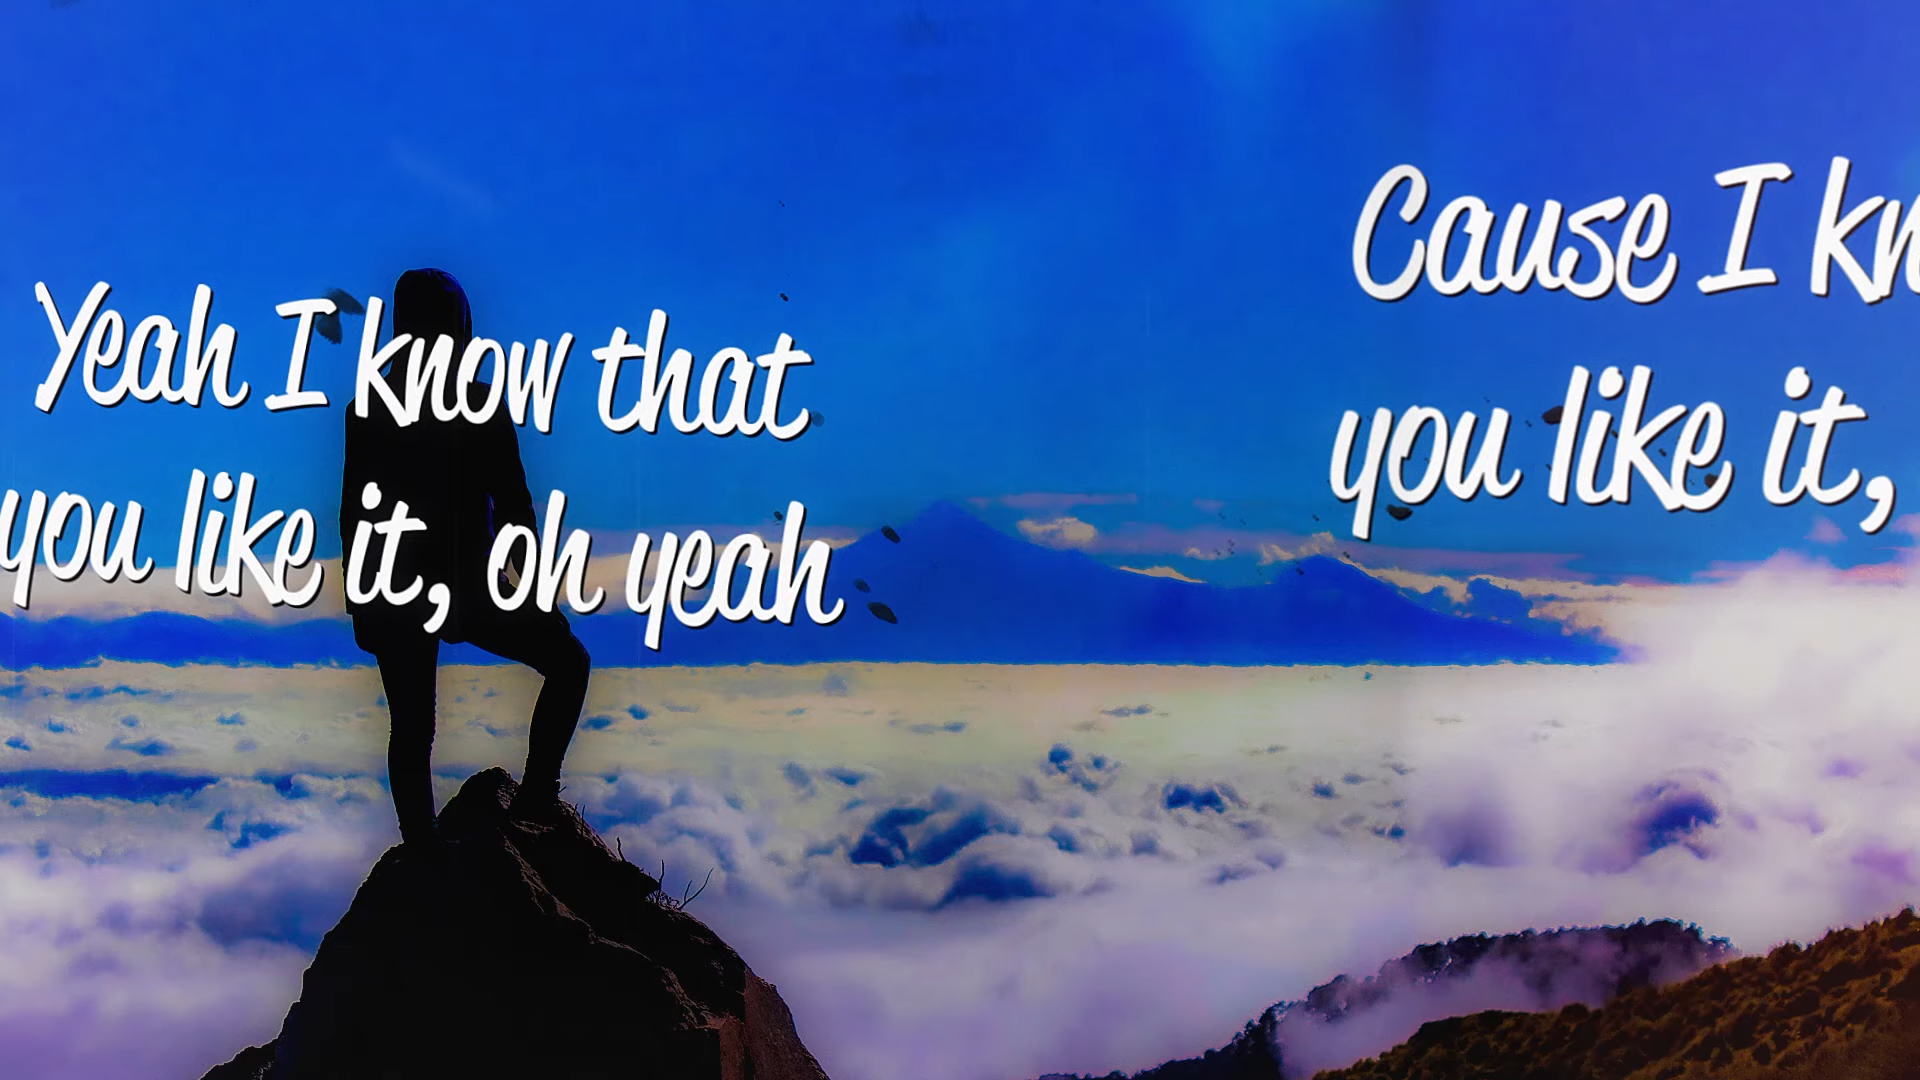 Yeah I know that
you like it, oh yeah
Cause I
you like it,